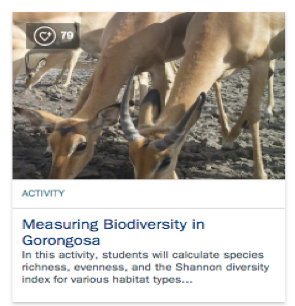 79
ACTIVITY
Measuring Biodiversity in
Gorongosa
In this activity, students will calculate species
richness, evenness, and the Shannon diversity
index for various habitat types...